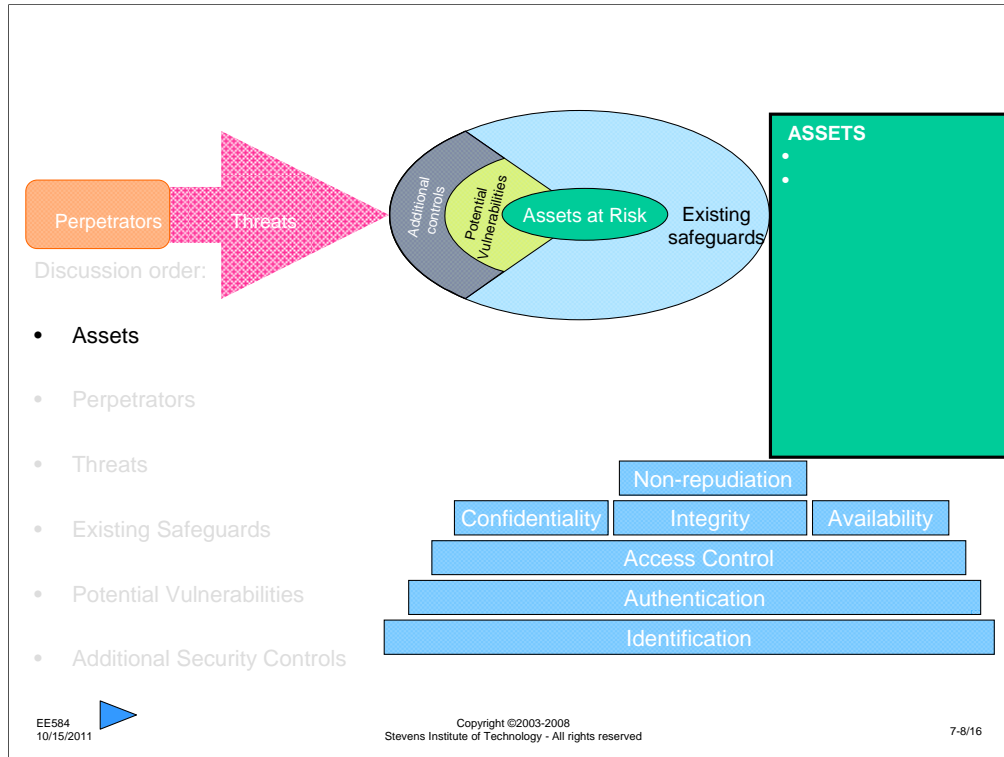 ASSETS
•
•
Perpetrators
Threats
Additional
controls
Potential
Vulnerabilities
Assets at Risk
Existing
safeguards
Discussion order:
• Assets
• Perpetrators
• Threats
• Existing Safeguards
• Potential Vulnerabilities
• Additional Security Controls
Non-repudiation
Confidentiality
Integrity
Availability
Access Control
Authentication
Identification
EE584
10/15/2011
Copyright ©2003-2008
Stevens Institute of Technology - All rights reserved
7-8/16